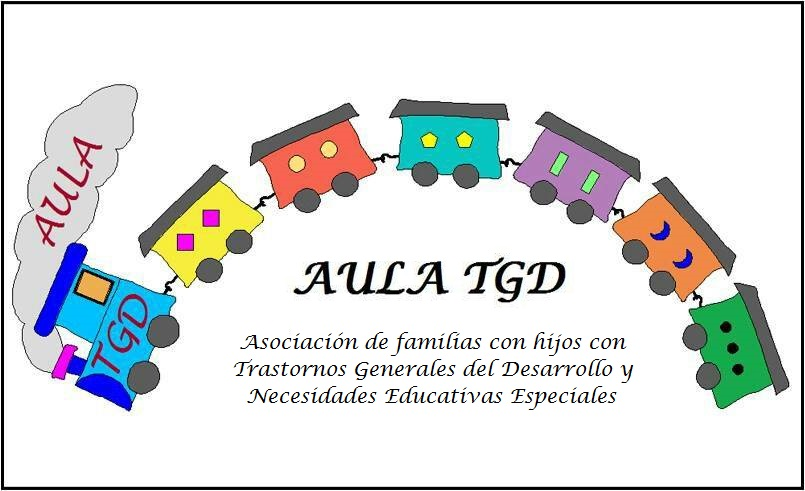 AULA
TGD
AULA TGD
Asociación de familias con hijos con
Trastornos Generales del Desarrollo y
Necesidades Educativas Especiales